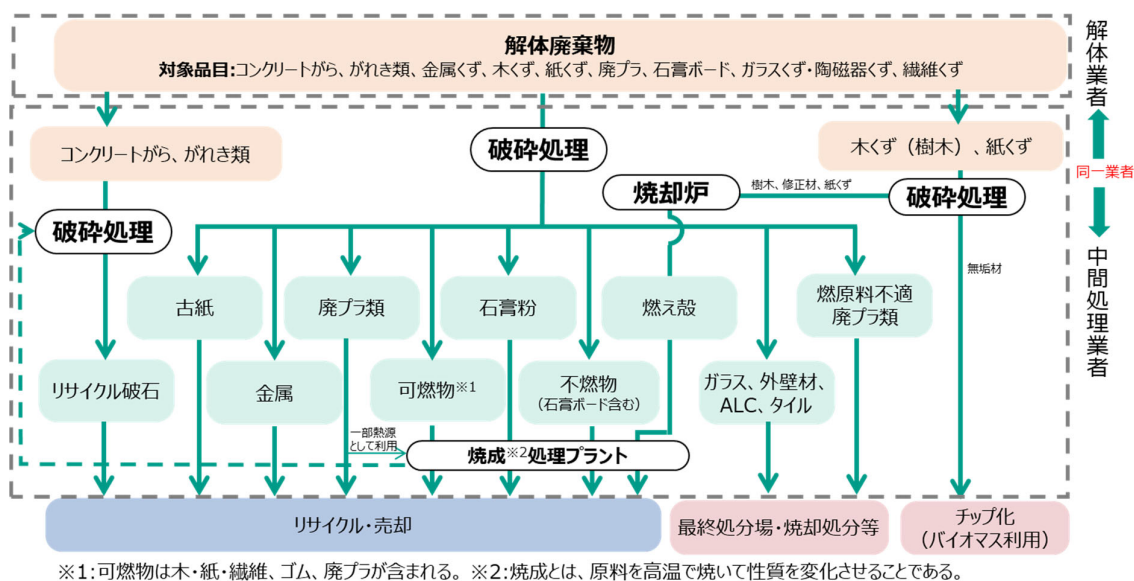 解体廃棄物
対象品目:コンクリートがら、がれき類、金属くず、木くず、紙くず、廃プラ、石膏ボード、ガラスくず・陶磁器くず、繊維くず
解体業者
同一業者
中間処理業者
コンクリートがら、がれき類
破砕処理
木くず（樹木）、紙くず
焼却炉
樹木、修正材、紙くず
破砕処理
破砕処理
無垢材
古紙
廃プラ類
石膏粉
燃え殻
燃原料不適
廃プラ類
リサイクル破石
金属
可燃物※1
不燃物
（石膏ボード含む）
ガラス、外壁材、
ALC、タイル
一部熱源
として利用
焼成※2処理プラント
リサイクル・売却
最終処分場・焼却処分等
チップ化
（バイオマス利用）
※1:可燃物は木・紙・繊維、ゴム、廃プラが含まれる。 ※2:焼成とは、原料を高温で焼いて性質を変化させることである。